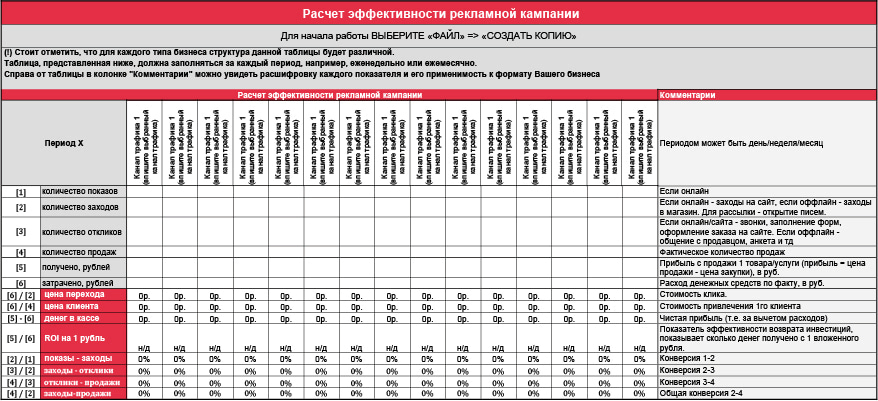 Расчет эффективности рекламной кампании
Для начала работы ВЫБЕРИТЕ «ФАЙЛ» => «СОЗДАТЬ КОПИЮ»
(!) Стоит отметить, что для каждого типа бизнеса структура данной таблицы будет различной.
Таблица, представленная ниже, должна заполняться за каждый период, например, еженедельно или ежемесячно.
Справа от таблицы в колонке "Комментарии" можно увидеть расшифровку каждого показателя и его применимость к формату Вашего бизнеса
Расчет эффективности рекламной кампании Комментарии
Период X
Канал трафика 1
(впишите выбранный
канал трафика)
Канал трафика 1
(впишите выбранный
канал трафика)
Канал трафика 1
(впишите выбранный
канал трафика)
Канал трафика 1
(впишите выбранный
канал трафика)
Канал трафика 1
(впишите выбранный
канал трафика)
Канал трафика 1
(впишите выбранный
канал трафика)
Канал трафика 1
(впишите выбранный
канал трафика)
Канал трафика 1
(впишите выбранный
канал трафика)
Канал трафика 1
(впишите выбранный
канал трафика)
Канал трафика 1
(впишите выбранный
канал трафика)
Канал трафика 1
(впишите выбранный
канал трафика)
Канал трафика 1
(впишите выбранный
канал трафика)
Канал трафика 1
(впишите выбранный
канал трафика)
Канал трафика 1
(впишите выбранный
канал трафика)
Канал трафика 1
(впишите выбранный
канал трафика)
Периодом может быть день/неделя/месяц
[1] количество показов Если онлайн
[2] количество заходов Если онлайн - заходы на сайт, если оффлайн - заходы
в магазин. Для рассылки - открытие писем.
[3] количество откликов Если онлайн/сайта - звонки, заполнение форм,
оформление заказа на сайте. Если оффлайн -
общение с продавцом, анкета и тд
[4] количество продаж Фактическое количество продаж
[5] получено, рублей Прибыль с продажи 1 товара/услуги (прибыль = цена
продажи - цена закупки), в руб.
[6] затрачено, рублей Расход денежных средств по факту, в руб.
[6] / [2] цена перехода 0р. 0р. 0р. 0р. 0р. 0р. 0р. 0р. 0р. 0р. 0р. 0р. 0р. 0р. 0р. Стоимость клика.
[6] / [4] цена клиента 0р. 0р. 0р. 0р. 0р. 0р. 0р. 0р. 0р. 0р. 0р. 0р. 0р. 0р. 0р. Стоимость привлечения 1го клиента
[5] - [6] денег в кассе 0р. 0р. 0р. 0р. 0р. 0р. 0р. 0р. 0р. 0р. 0р. 0р. 0р. 0р. 0р. Чистая прибыль (т.е. за вычетом расходов)
[5] / [6] ROI на 1 рубль н/д н/д н/д н/д н/д н/д н/д н/д н/д н/д н/д н/д н/д н/д н/д Показатель эффективности возврата инвестиций,
показывает сколько денег получено с 1 вложенного
рубля.
[2] / [1] показы - заходы 0% 0% 0% 0% 0% 0% 0% 0% 0% 0% 0% 0% 0% 0% 0% Конверсия 1-2
[3] / [2] заходы - отклики 0% 0% 0% 0% 0% 0% 0% 0% 0% 0% 0% 0% 0% 0% 0% Конверсия 2-3
[4] / [3] отклики - продажи 0% 0% 0% 0% 0% 0% 0% 0% 0% 0% 0% 0% 0% 0% 0% Конверсия 3-4
[4] / [2] заходы-продажи 0% 0% 0% 0% 0% 0% 0% 0% 0% 0% 0% 0% 0% 0% 0% Общая конверсия 2-4